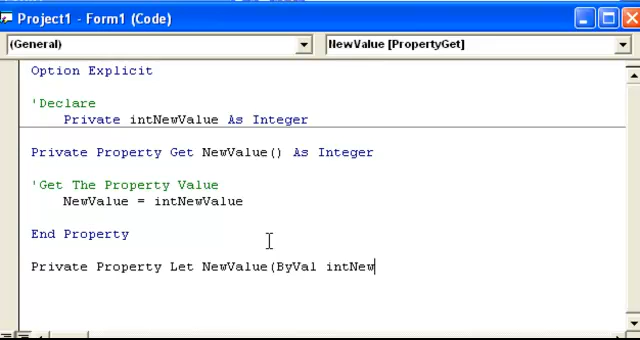 Project1 - Form1 (Code)
(General)
NewValue [PropertyGet]
Option Explicit
'Declare
Private intNewValue As Integer
Private Property Get NewValue() As Integer
'Get The Property Value
NewValue = intNewValue
End Property
Private Property Let NewValue(ByVal intNew